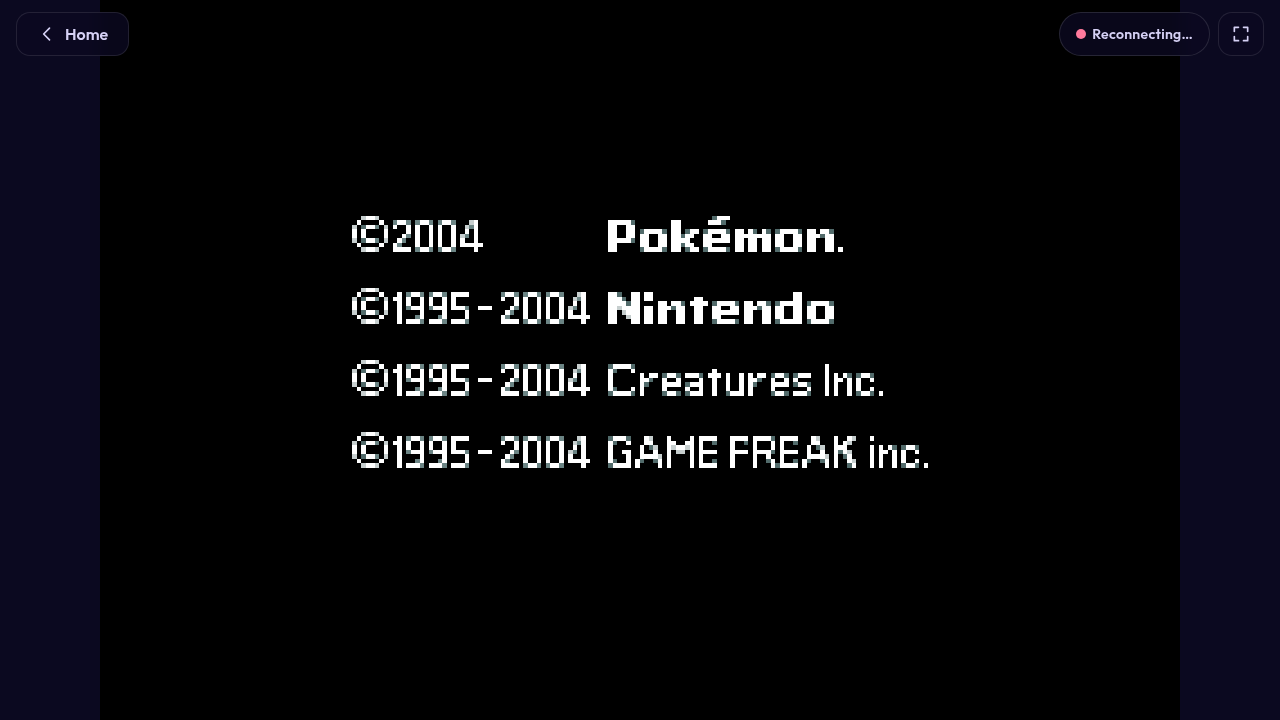 Home
Reconnecting...
©2004 Pokémon.
©1995-2004 Nintendo
©1995-2004 Creatures Inc.
©1995-2004 GAME FREAK inc.